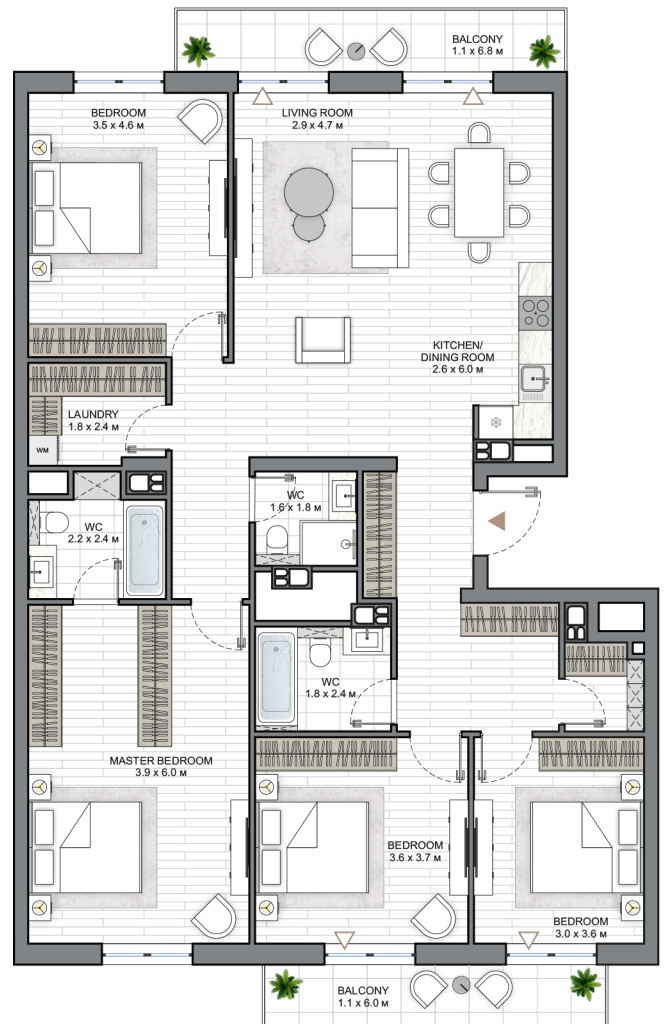 BALCONY
1.1 x 6.8 м
BEDROOM
3.5 x 4.6 м
LIVING ROOM
2.9 x 4.7 м
KITCHEN/
DINING ROOM
2.6 x 6.0 м
LAUNDRY
1.8 x 2.4 м
WM
WC
1.6 x 1.8 м
WC
2.2 x 2.4 м
WC
1.8 x 2.4 м
MASTER BEDROOM
3.9 x 6.0 м
BEDROOM
3.6 x 3.7 м
BEDROOM
3.0 x 3.6 м
BALCONY
1.1 x 6.0 м